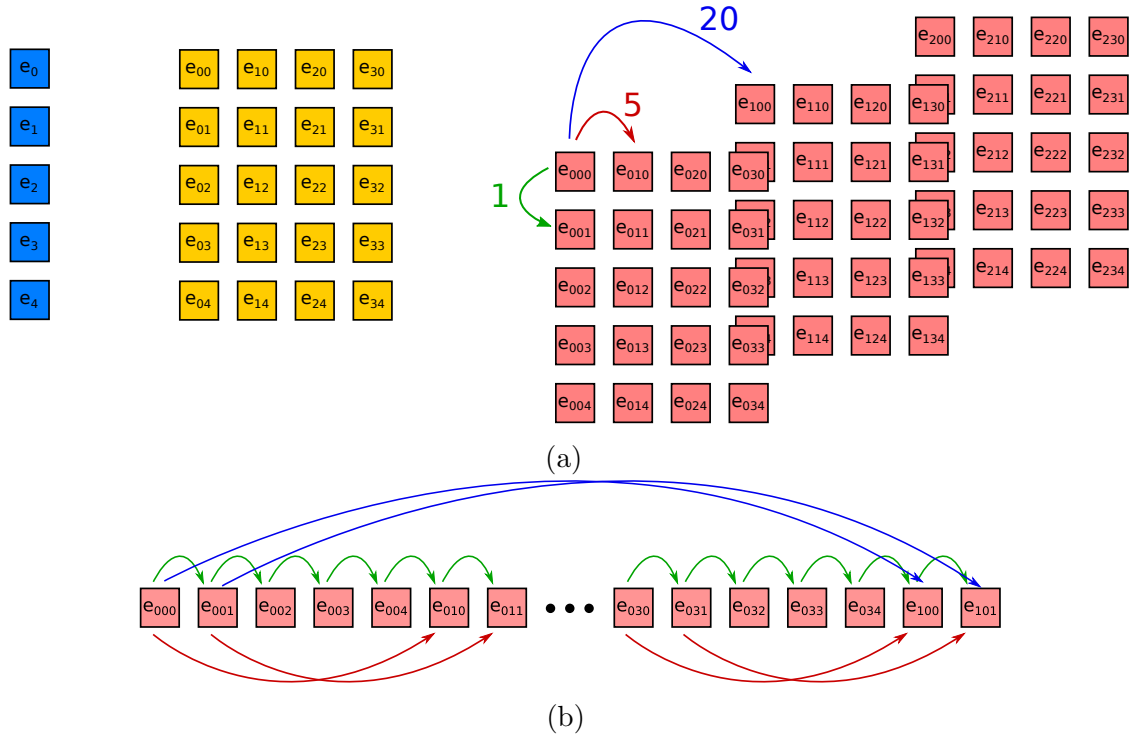 e₀
e₁
e₂
e₃
e₄
e₀₀ e₁₀ e₂₀ e₃₀
e₀₁ e₁₁ e₂₁ e₃₁
e₀₂ e₁₂ e₂₂ e₃₂
e₀₃ e₁₃ e₂₃ e₃₃
e₀₄ e₁₄ e₂₄ e₃₄
20
5
1
e₀₀₀ e₀₁₀ e₀₂₀ e₀₃₀
e₀₀₁ e₀₁₁ e₀₂₁ e₀₃₁
e₀₀₂ e₀₁₂ e₀₂₂ e₀₃₂
e₀₀₃ e₀₁₃ e₀₂₃ e₀₃₃
e₀₀₄ e₀₁₄ e₀₂₄ e₀₃₄
e₁₀₀ e₁₁₀ e₁₂₀ e₁₃₀
e₁₁₁ e₁₂₁ e₁₃₁
e₁₁₂ e₁₂₂ e₁₃₂
e₁₁₃ e₁₂₃ e₁₃₃
e₁₁₄ e₁₂₄ e₁₃₄
e₂₀₀ e₂₁₀ e₂₂₀ e₂₃₀
e₂₁₁ e₂₂₁ e₂₃₁
e₂₁₂ e₂₂₂ e₂₃₂
e₂₁₃ e₂₂₃ e₂₃₃
e₂₁₄ e₂₂₄ e₂₃₄
(a)
e₀₀₀ e₀₀₁ e₀₀₂ e₀₀₃ e₀₀₄ e₀₁₀ e₀₁₁ ••• e₀₃₀ e₀₃₁ e₀₃₂ e₀₃₃ e₀₃₄ e₁₀₀ e₁₀₁
(b)